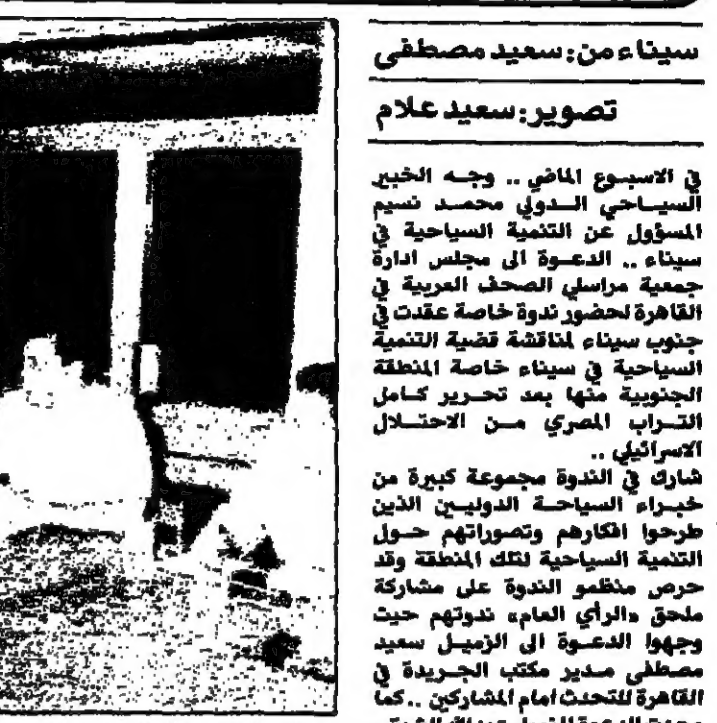 سيناء من: سعيد مصطفى
تصوير: سعيد علام
في الاسبوع الماضي .. وجه الخبير
السياحي الدولي محمد نسيم
المسؤول عن التنمية السياحية في
سيناء .. الدعوة الى مجلس ادارة
جمعية مراسلي الصحف العربية في
القاهرة لحضور ندوة خاصة عقدت في
جنوب سيناء لمناقشة قضية التنمية
السياحية في سيناء خاصة المنطقة
الجنوبية منها بعد تحرير كامل
التراب المصري من الاحتلال
الاسرائيلي ..
شارك في الندوة مجموعة كبيرة من
خبراء السياحة الدوليين الذين
طرحوا افكارهم وتصوراتهم حول
التنمية السياحية لتلك المنطقة وقد
حرص منظمو الندوة على مشاركة
ملحق «الرأي العام» ندوتهم حيث
وجهوا الدعوة الى الزميل سعيد
مصطفى مدير مكتب الجريدة في
القاهرة للتحدث امام المشاركين .. كما